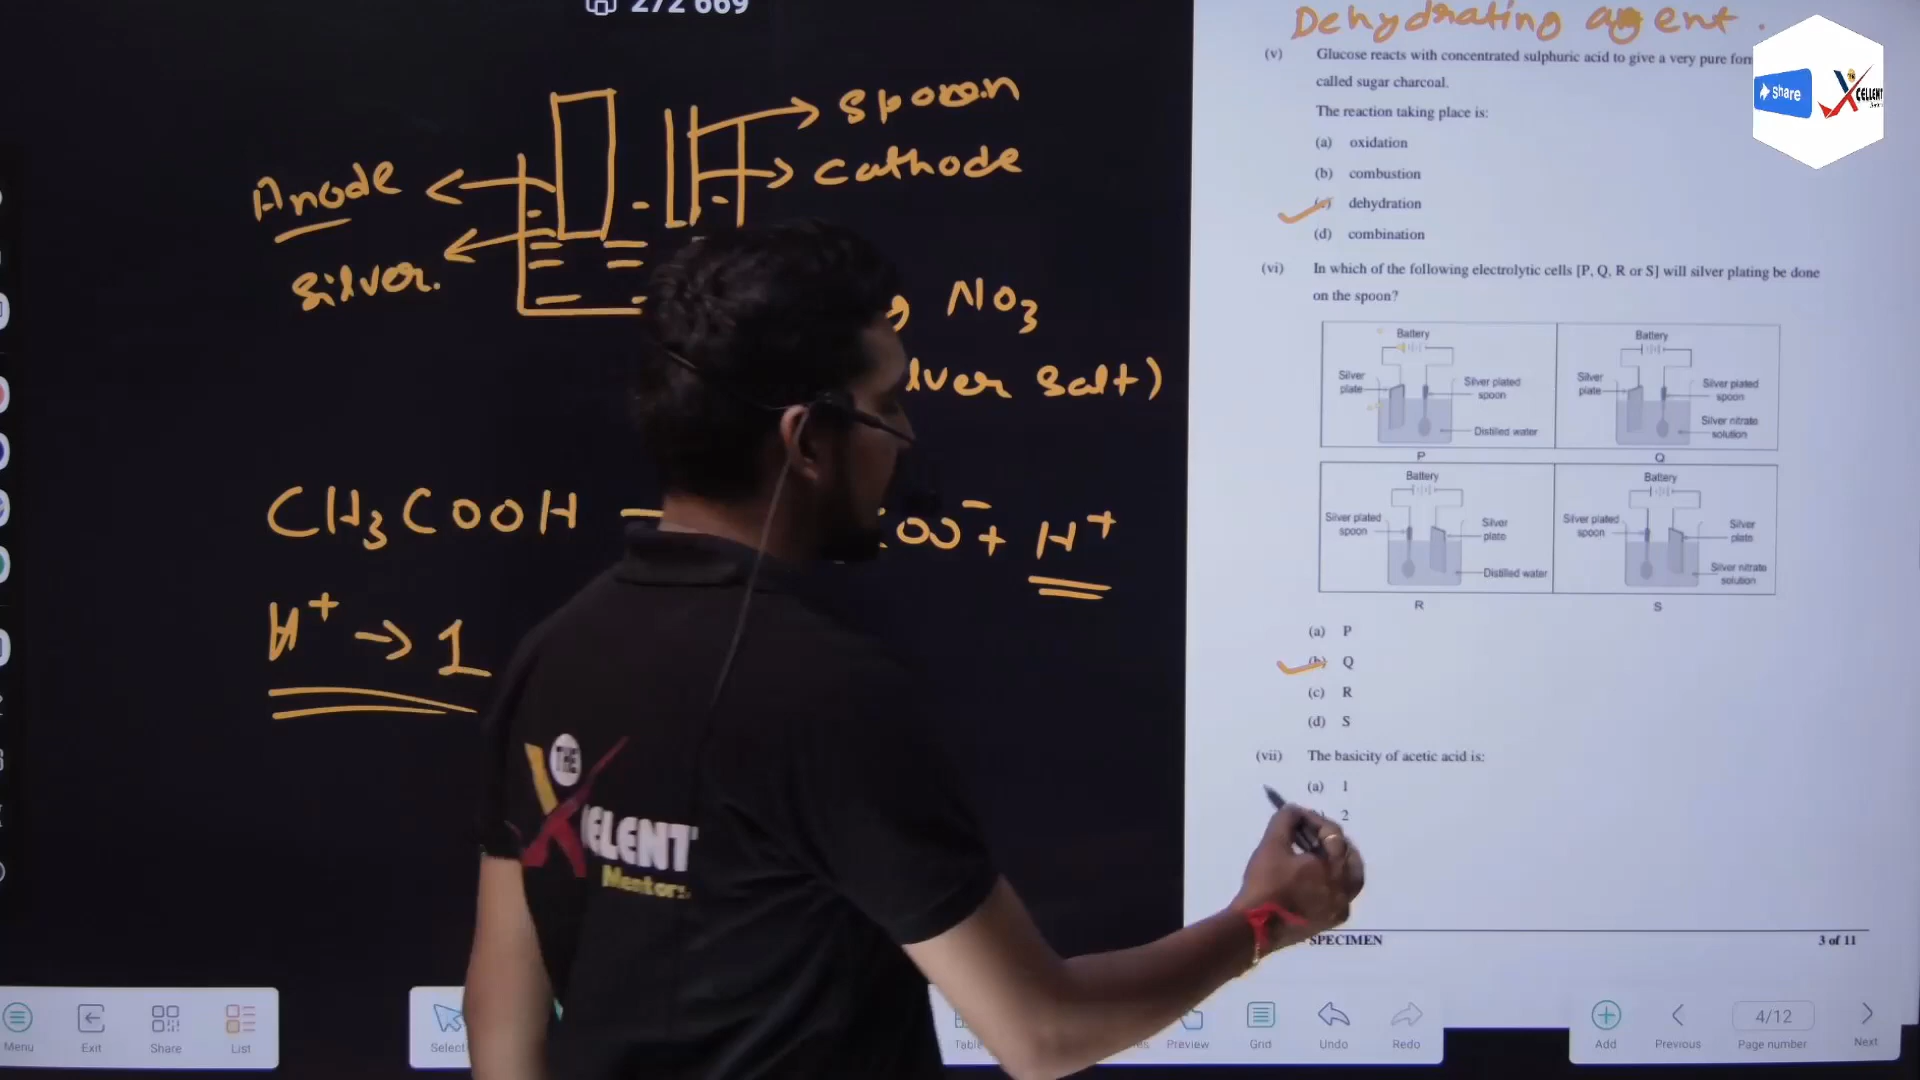 272 669
spoon
cathode
Anode
silver.
NO3
lver salt)
CH3COOH
COO- + H+
H+ → 1
THE
XCELENT
Mentors
Dehydrating agent.
(v) Glucose reacts with concentrated sulphuric acid to give a very pure for
called sugar charcoal.
The reaction taking place is:
(a) oxidation
(b) combustion
dehydration
(d) combination
(vi) In which of the following electrolytic cells [P, Q, R or S] will silver plating be done
on the spoon?
Battery
Silver plate
Silver plated spoon
Distilled water
P
Battery
Silver plate
Silver plated spoon
Silver nitrate solution
Q
Battery
Silver plated spoon
Silver plate
Distilled water
R
Battery
Silver plated spoon
Silver plate
Silver nitrate solution
S
(a) P
(b) Q
(c) R
(d) S
(vii) The basicity of acetic acid is:
(a) 1
2
SPECIMEN
3 of 11
Share
XCELLENT
Menu
Exit
Share
List
Select
Table
Preview
Grid
Undo
Redo
Add
Previous
4/12
Page number
Next